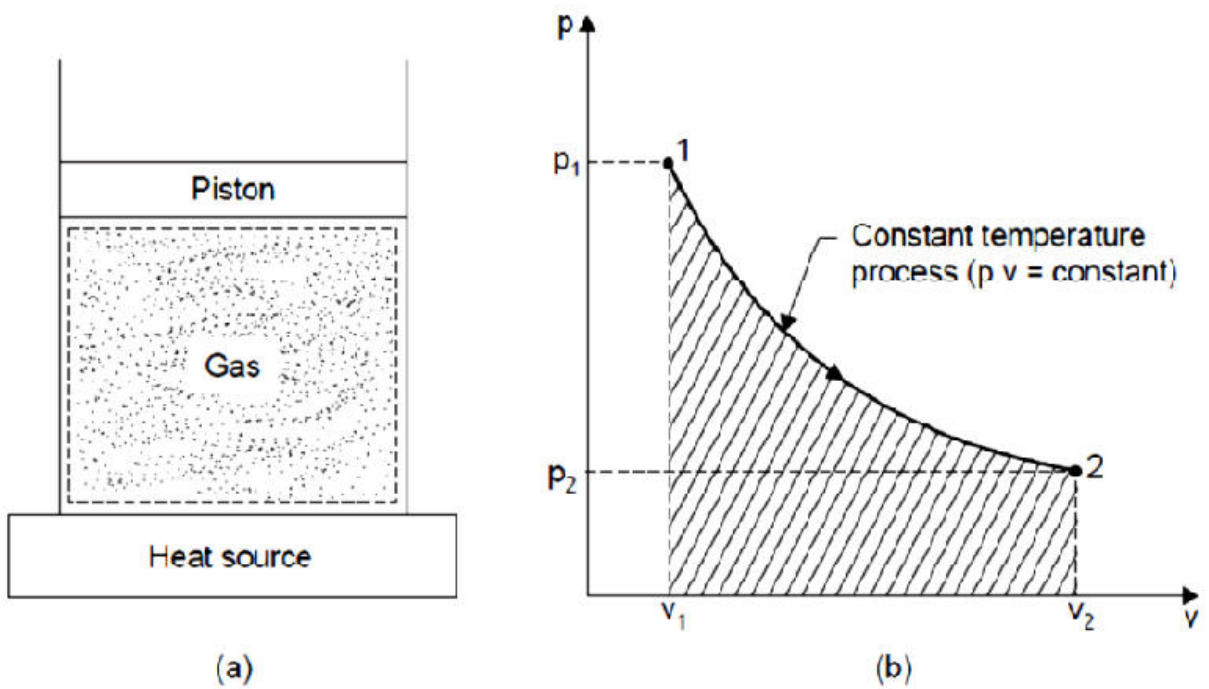 Piston
Gas
Heat source
(a)
p
p₁
1
Constant temperature
process (p v = constant)
p₂
2
v₁
v₂
v
(b)